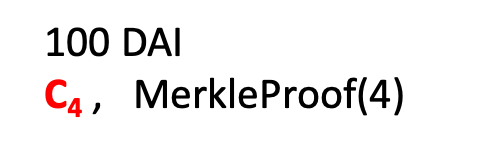 100 DAI
C₄ , MerkleProof(4)